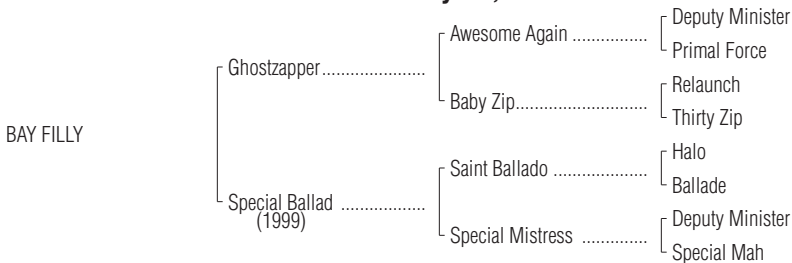 Deputy Minister
Awesome Again ................
Primal Force
Ghostzapper......................
Relaunch
Baby Zip............................
Thirty Zip
BAY FILLY
Halo
Saint Ballado ....................
Ballade
Special Ballad ..................
(1999)
Deputy Minister
Special Mistress ..............
Special Mah